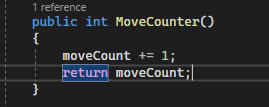 1 reference
public int MoveCounter()
{
moveCount += 1;
return moveCount;
}